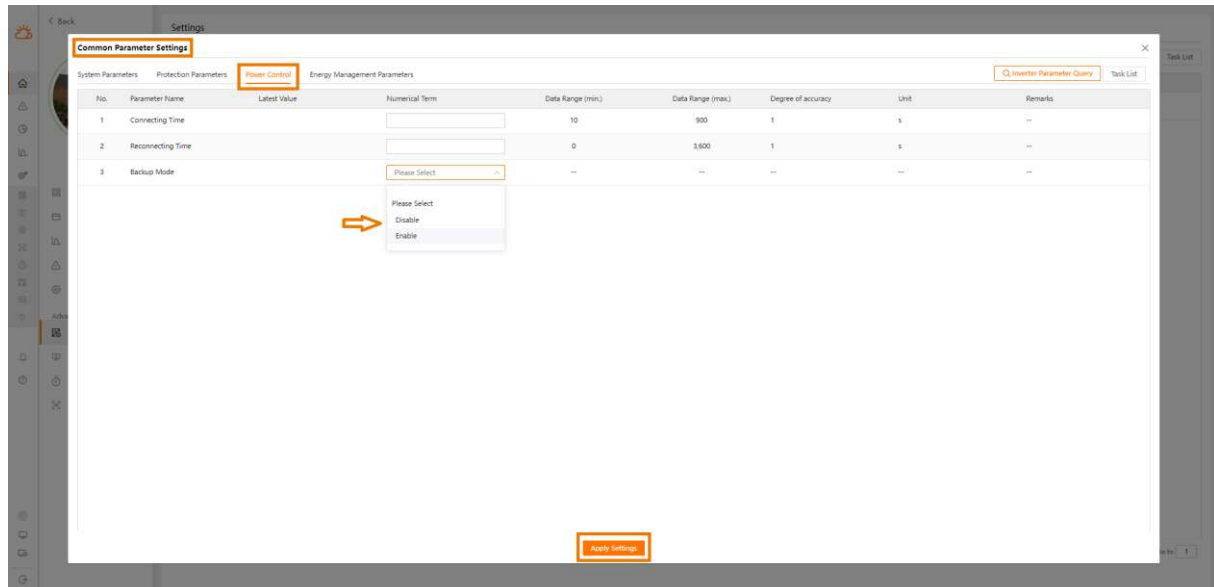 < Back
Settings
Task List
Common Parameter Settings
System Parameters Protection Parameters Power Control Energy Management Parameters Inverter Parameter Query Task List
No. Parameter Name Latest Value Numerical Term Data Range (min.) Data Range (max.) Degree of accuracy Unit Remarks
1 Connecting Time 10 900 1 s --
2 Reconnecting Time 0 3,600 1 s --
3 Backup Mode Please Select -- -- -- -- --
Please Select
Disable
Enable
Apply Settings
1